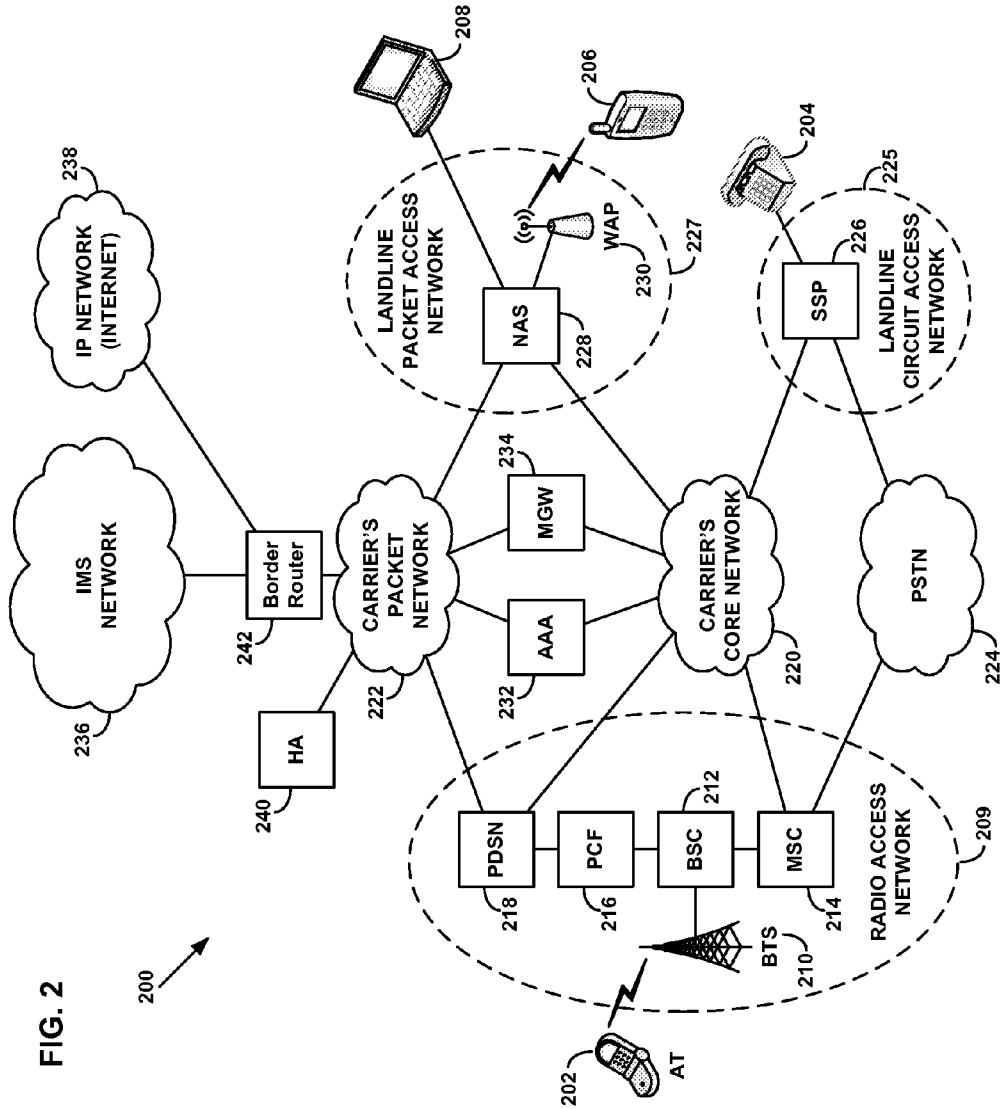 FIG. 2
200
236
IMS
NETWORK
238
IP NETWORK
(INTERNET)
240
HA
242
Border
Router
222
CARRIER'S
PACKET
NETWORK
208
LANDLINE
PACKET ACCESS
NETWORK
206
NAS
228
WAP
230
227
232
AAA
234
MGW
218
PDSN
216
PCF
212
BSC
214
MSC
BTS
210
202
AT
RADIO ACCESS
NETWORK
209
CARRIER'S
CORE NETWORK
220
204
225
226
SSP
LANDLINE
CIRCUIT ACCESS
NETWORK
PSTN
224